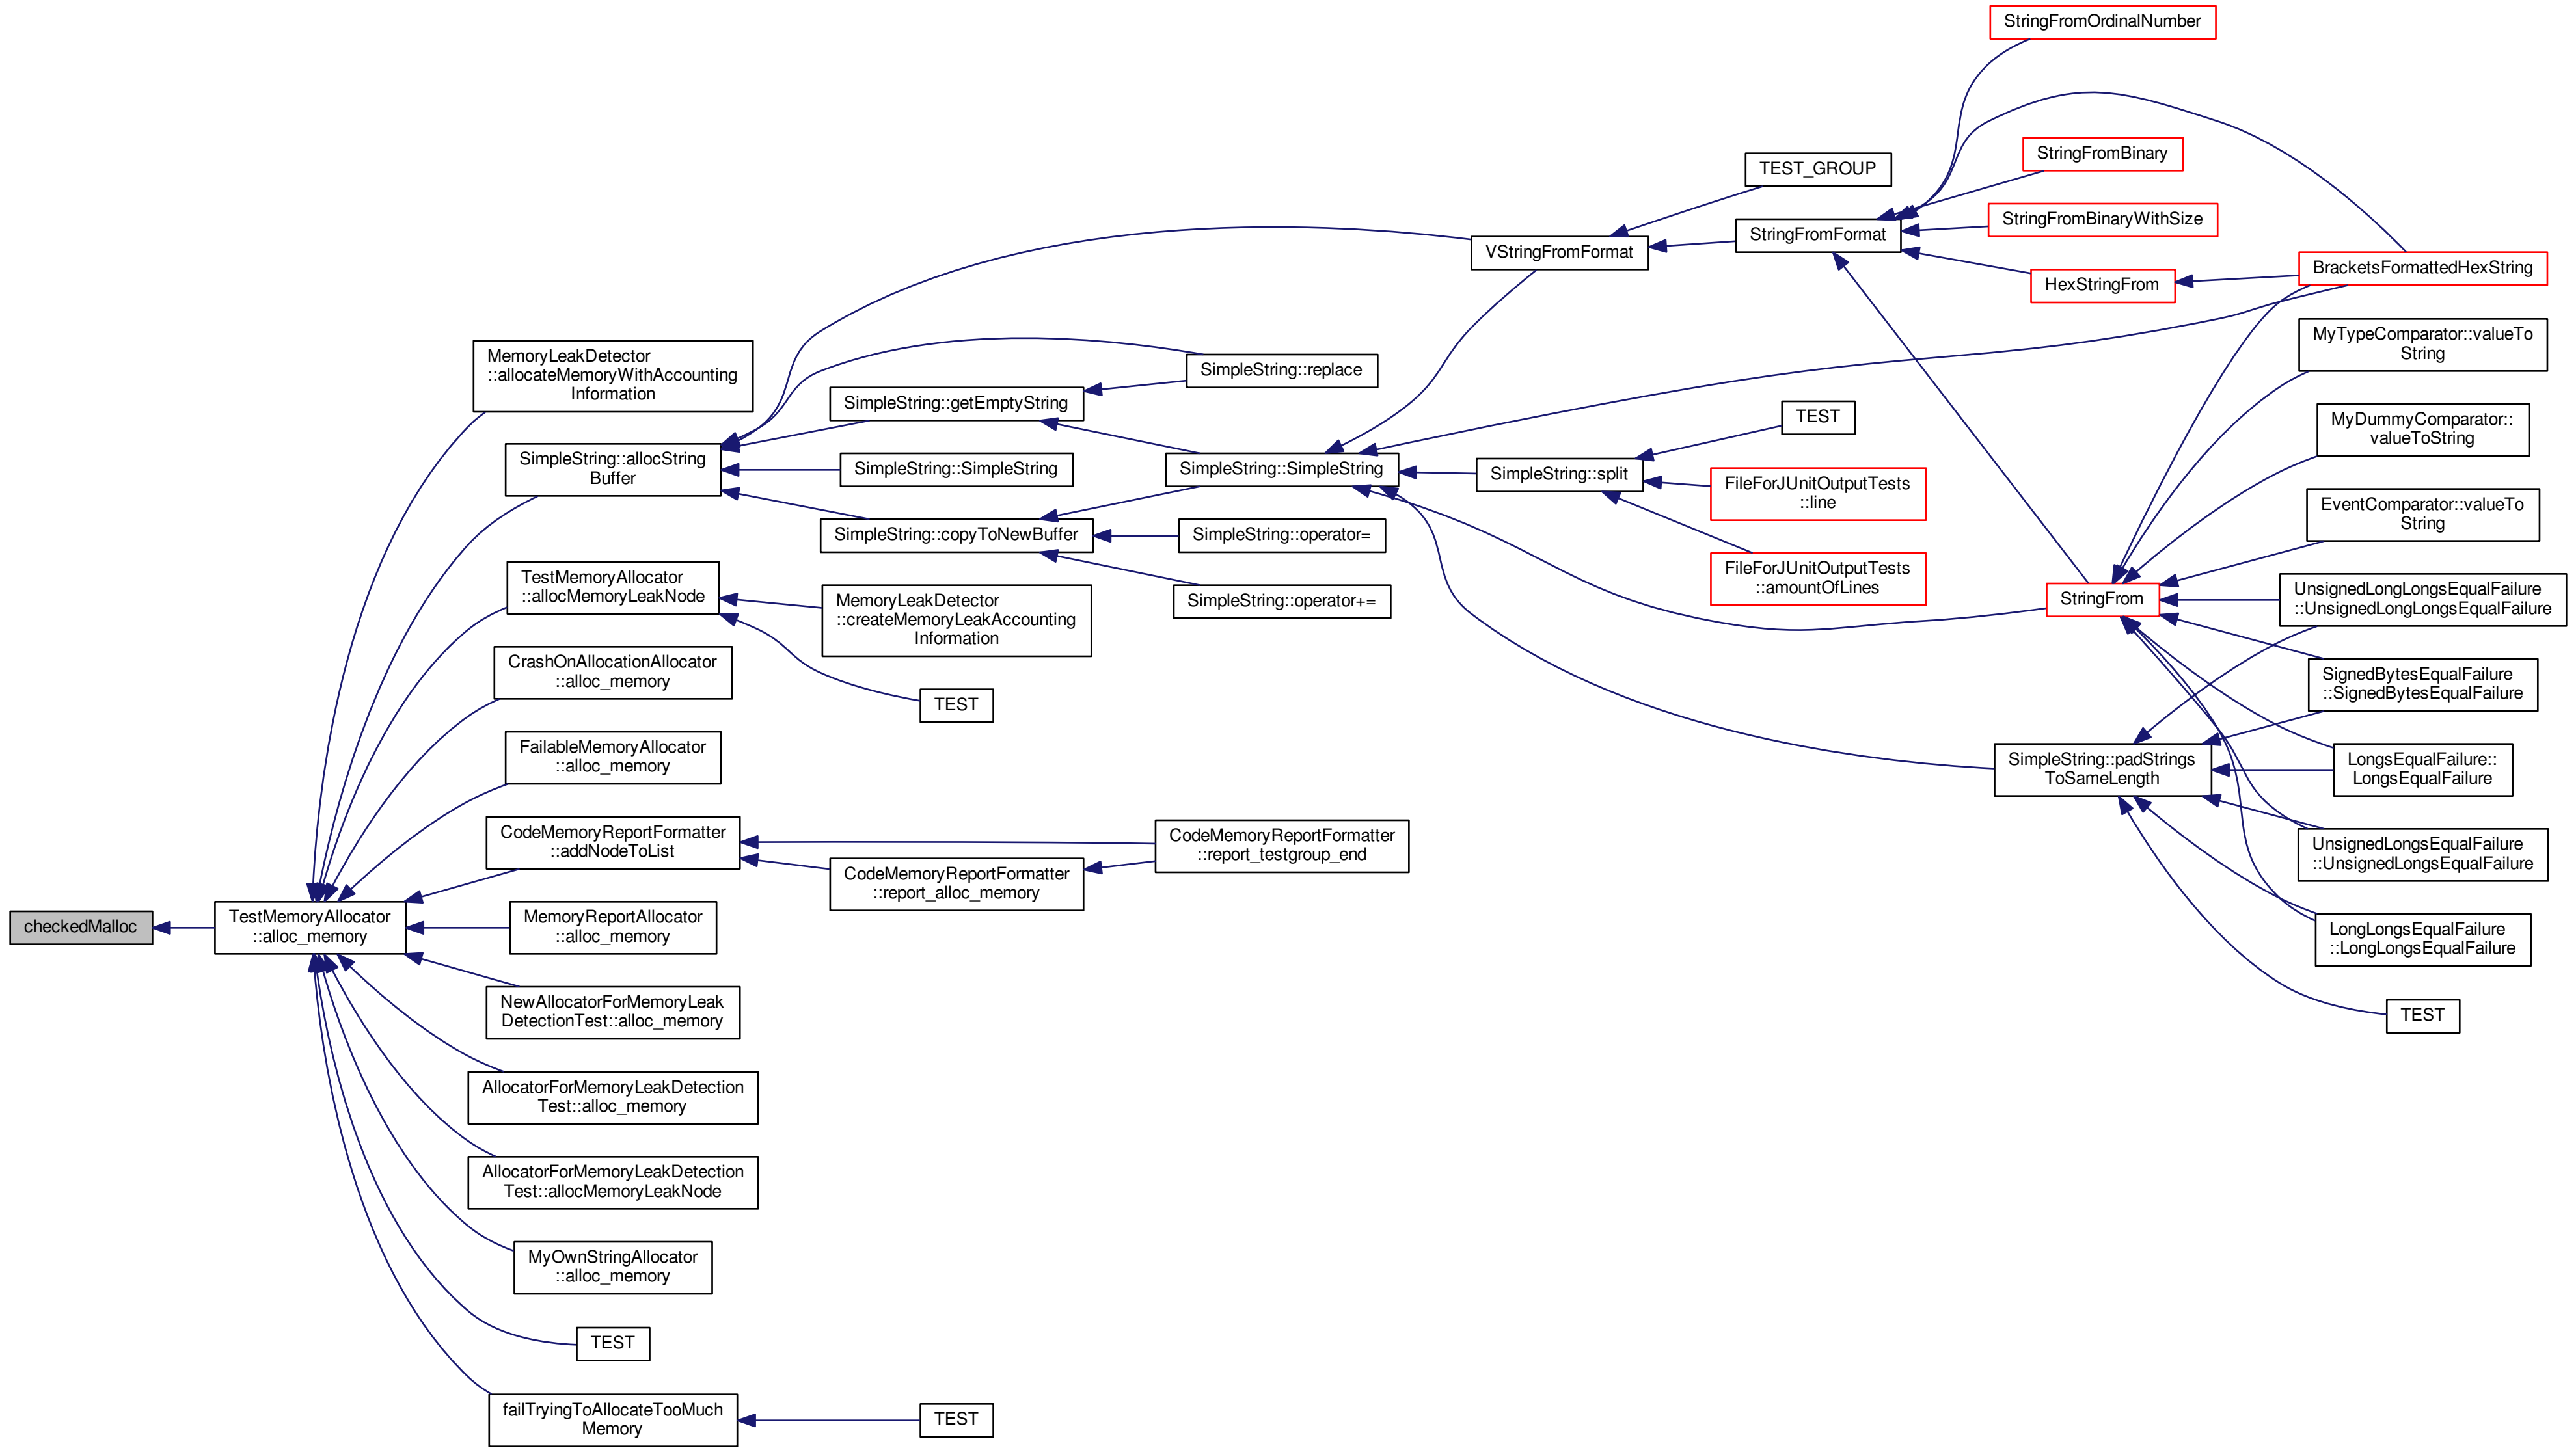 checkedMalloc
TestMemoryAllocator
::alloc_memory
MemoryLeakDetector
::allocateMemoryWithAccounting
Information
SimpleString::allocString
Buffer
TestMemoryAllocator
::allocMemoryLeakNode
CrashOnAllocationAllocator
::alloc_memory
FailableMemoryAllocator
::alloc_memory
CodeMemoryReportFormatter
::addNodeToList
MemoryReportAllocator
::alloc_memory
NewAllocatorForMemoryLeak
DetectionTest::alloc_memory
AllocatorForMemoryLeakDetection
Test::alloc_memory
AllocatorForMemoryLeakDetection
Test::allocMemoryLeakNode
MyOwnStringAllocator
::alloc_memory
TEST
failTryingToAllocateTooMuch
Memory
SimpleString::getEmptyString
SimpleString::SimpleString
SimpleString::copyToNewBuffer
MemoryLeakDetector
::createMemoryLeakAccounting
Information
TEST
CodeMemoryReportFormatter
::report_alloc_memory
TEST
SimpleString::replace
SimpleString::SimpleString
SimpleString::operator=
SimpleString::operator+=
CodeMemoryReportFormatter
::report_testgroup_end
VStringFromFormat
SimpleString::split
TEST_GROUP
StringFromFormat
TEST
FileForJUnitOutputTests
::line
FileForJUnitOutputTests
::amountOfLines
StringFromOrdinalNumber
StringFromBinary
StringFromBinaryWithSize
HexStringFrom
StringFrom
SimpleString::padStrings
ToSameLength
BracketsFormattedHexString
MyTypeComparator::valueTo
String
MyDummyComparator::
valueToString
EventComparator::valueTo
String
UnsignedLongLongsEqualFailure
::UnsignedLongLongsEqualFailure
SignedBytesEqualFailure
::SignedBytesEqualFailure
LongsEqualFailure::
LongsEqualFailure
UnsignedLongsEqualFailure
::UnsignedLongsEqualFailure
LongLongsEqualFailure
::LongLongsEqualFailure
TEST